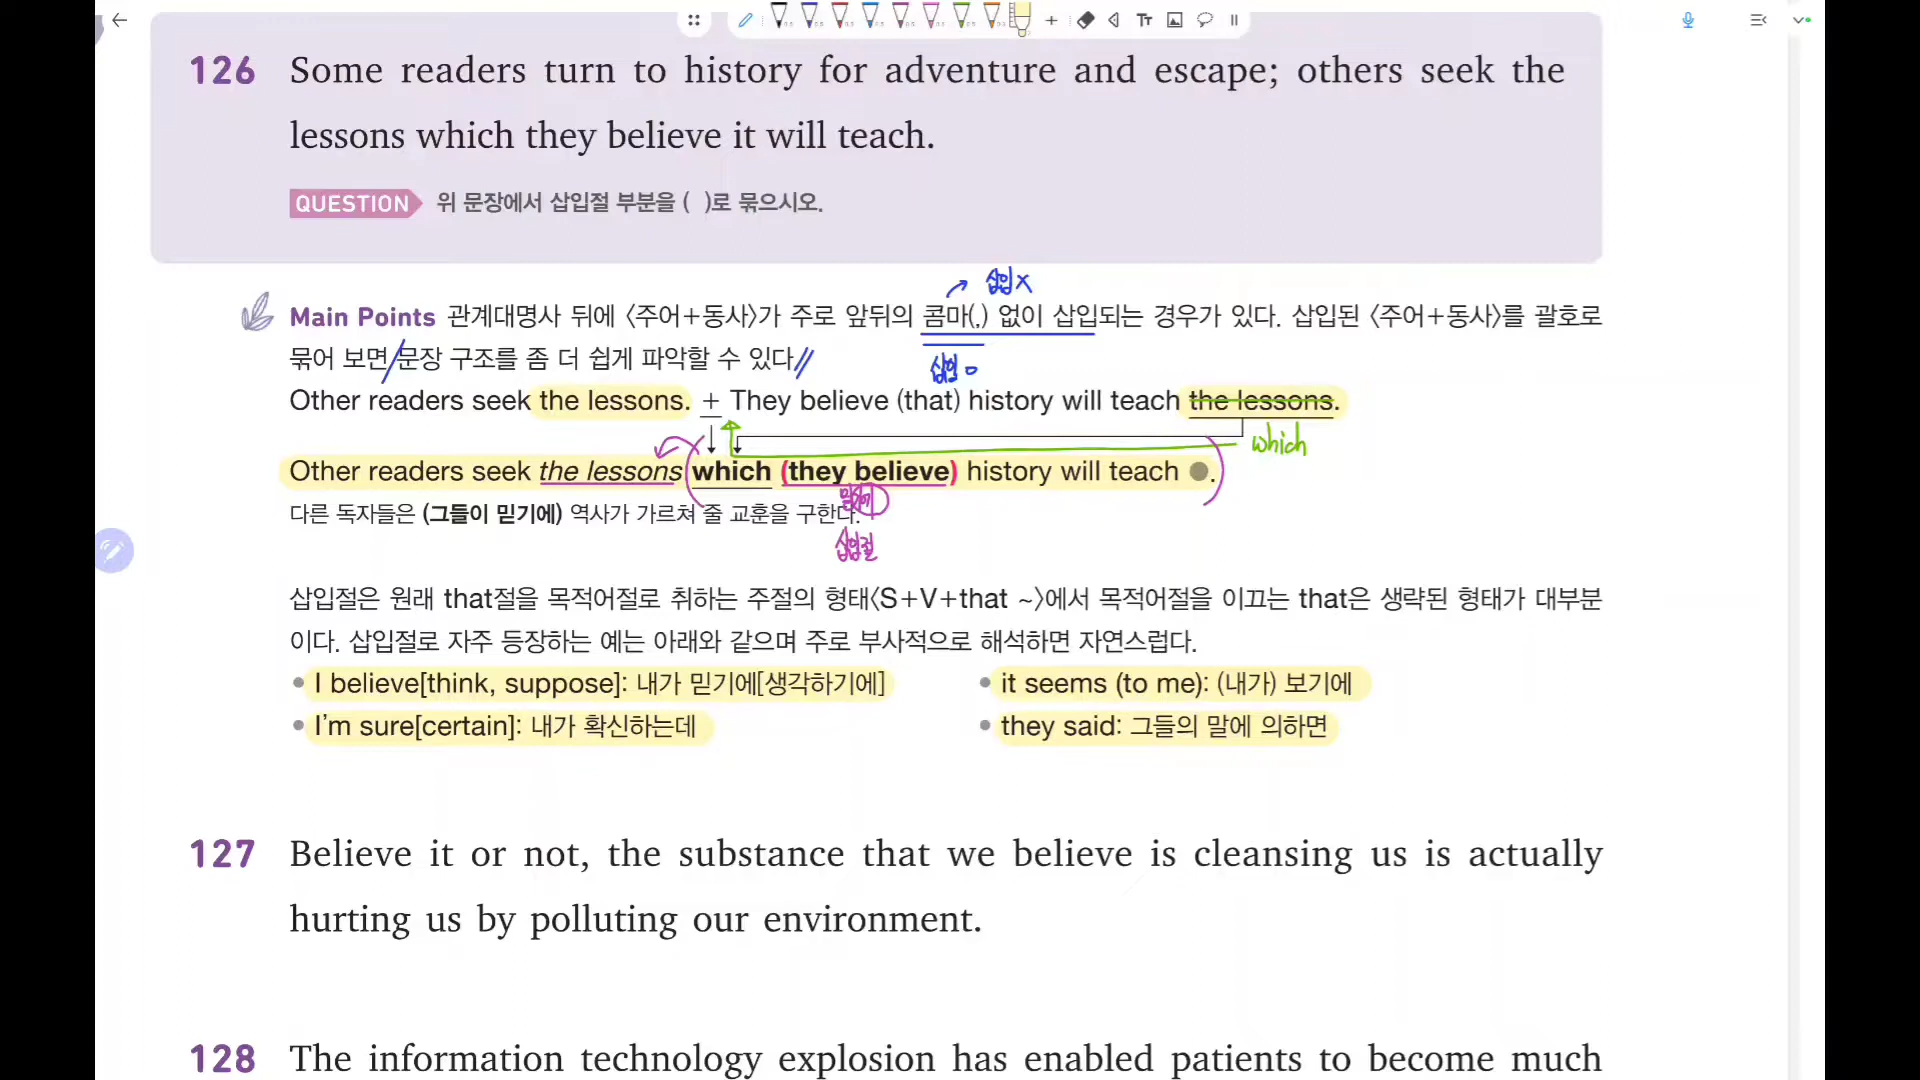 126 Some readers turn to history for adventure and escape; others seek the
lessons which they believe it will teach.
QUESTION 위 문장에서 삽입절 부분을 ( )로 묶으시오.
삽입×
Main Points 관계대명사 뒤에 〈주어+동사〉가 주로 앞뒤의 콤마(,) 없이 삽입되는 경우가 있다. 삽입된 〈주어+동사〉를 괄호로
묶어 보면 문장 구조를 좀 더 쉽게 파악할 수 있다.
삽입o
Other readers seek the lessons. + They believe (that) history will teach the lessons.
which
Other readers seek the lessons which (they believe) history will teach ●.
다른 독자들은 (그들이 믿기에) 역사가 가르쳐 줄 교훈을 구한다.
삽입절
삽입절은 원래 that절을 목적어절로 취하는 주절의 형태〈S+V+that ~〉에서 목적어절을 이끄는 that은 생략된 형태가 대부분
이다. 삽입절로 자주 등장하는 예는 아래와 같으며 주로 부사적으로 해석하면 자연스럽다.
● I believe[think, suppose]: 내가 믿기에[생각하기에] ● it seems (to me): (내가) 보기에
● I'm sure[certain]: 내가 확신하는데 ● they said: 그들의 말에 의하면
127 Believe it or not, the substance that we believe is cleansing us is actually
hurting us by polluting our environment.
128 The information technology explosion has enabled patients to become much